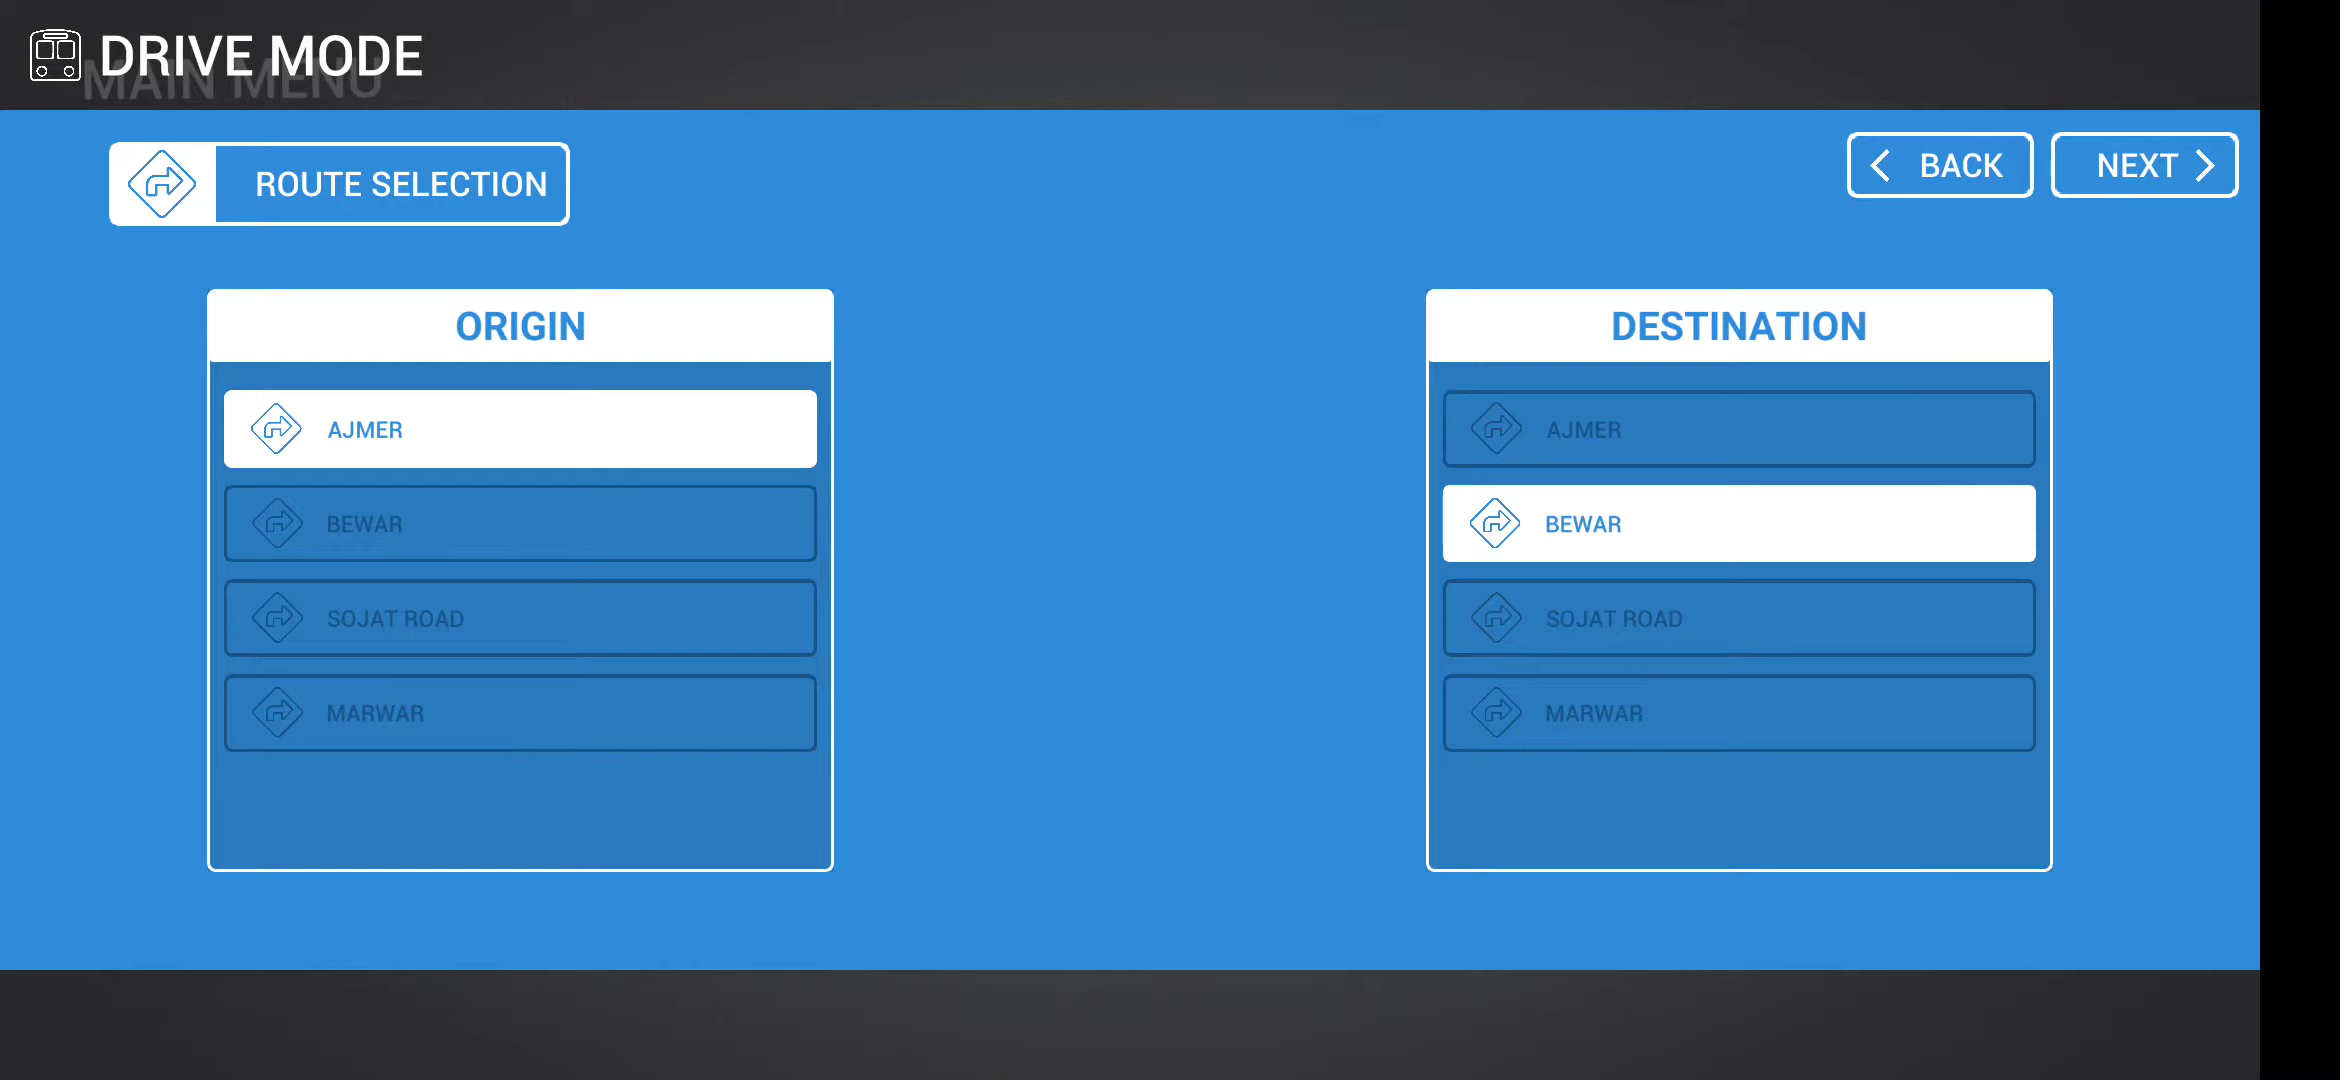 DRIVE MODE
MAIN MENU
ROUTE SELECTION
BACK
NEXT
ORIGIN
AJMER
BEWAR
SOJAT ROAD
MARWAR
DESTINATION
AJMER
BEWAR
SOJAT ROAD
MARWAR